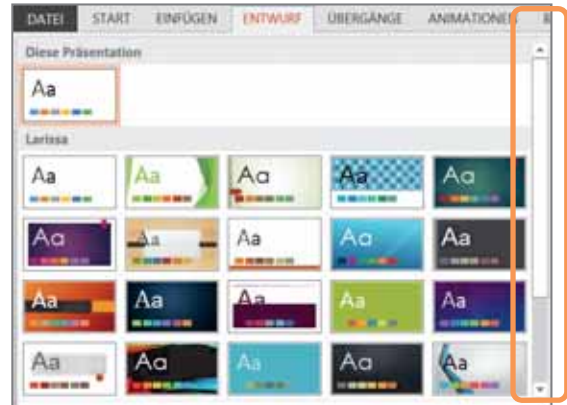 DATEI START EINFÜGEN ENTWURF ÜBERGÄNGE ANIMATIONEN
Diese Präsentation
Aa
Larissa
Aa Aa Aa Aa Aa
Aa Aa Aa Aa Aa
Aa Aa Aa Aa Aa
Aa Aa Aa Aa Aa